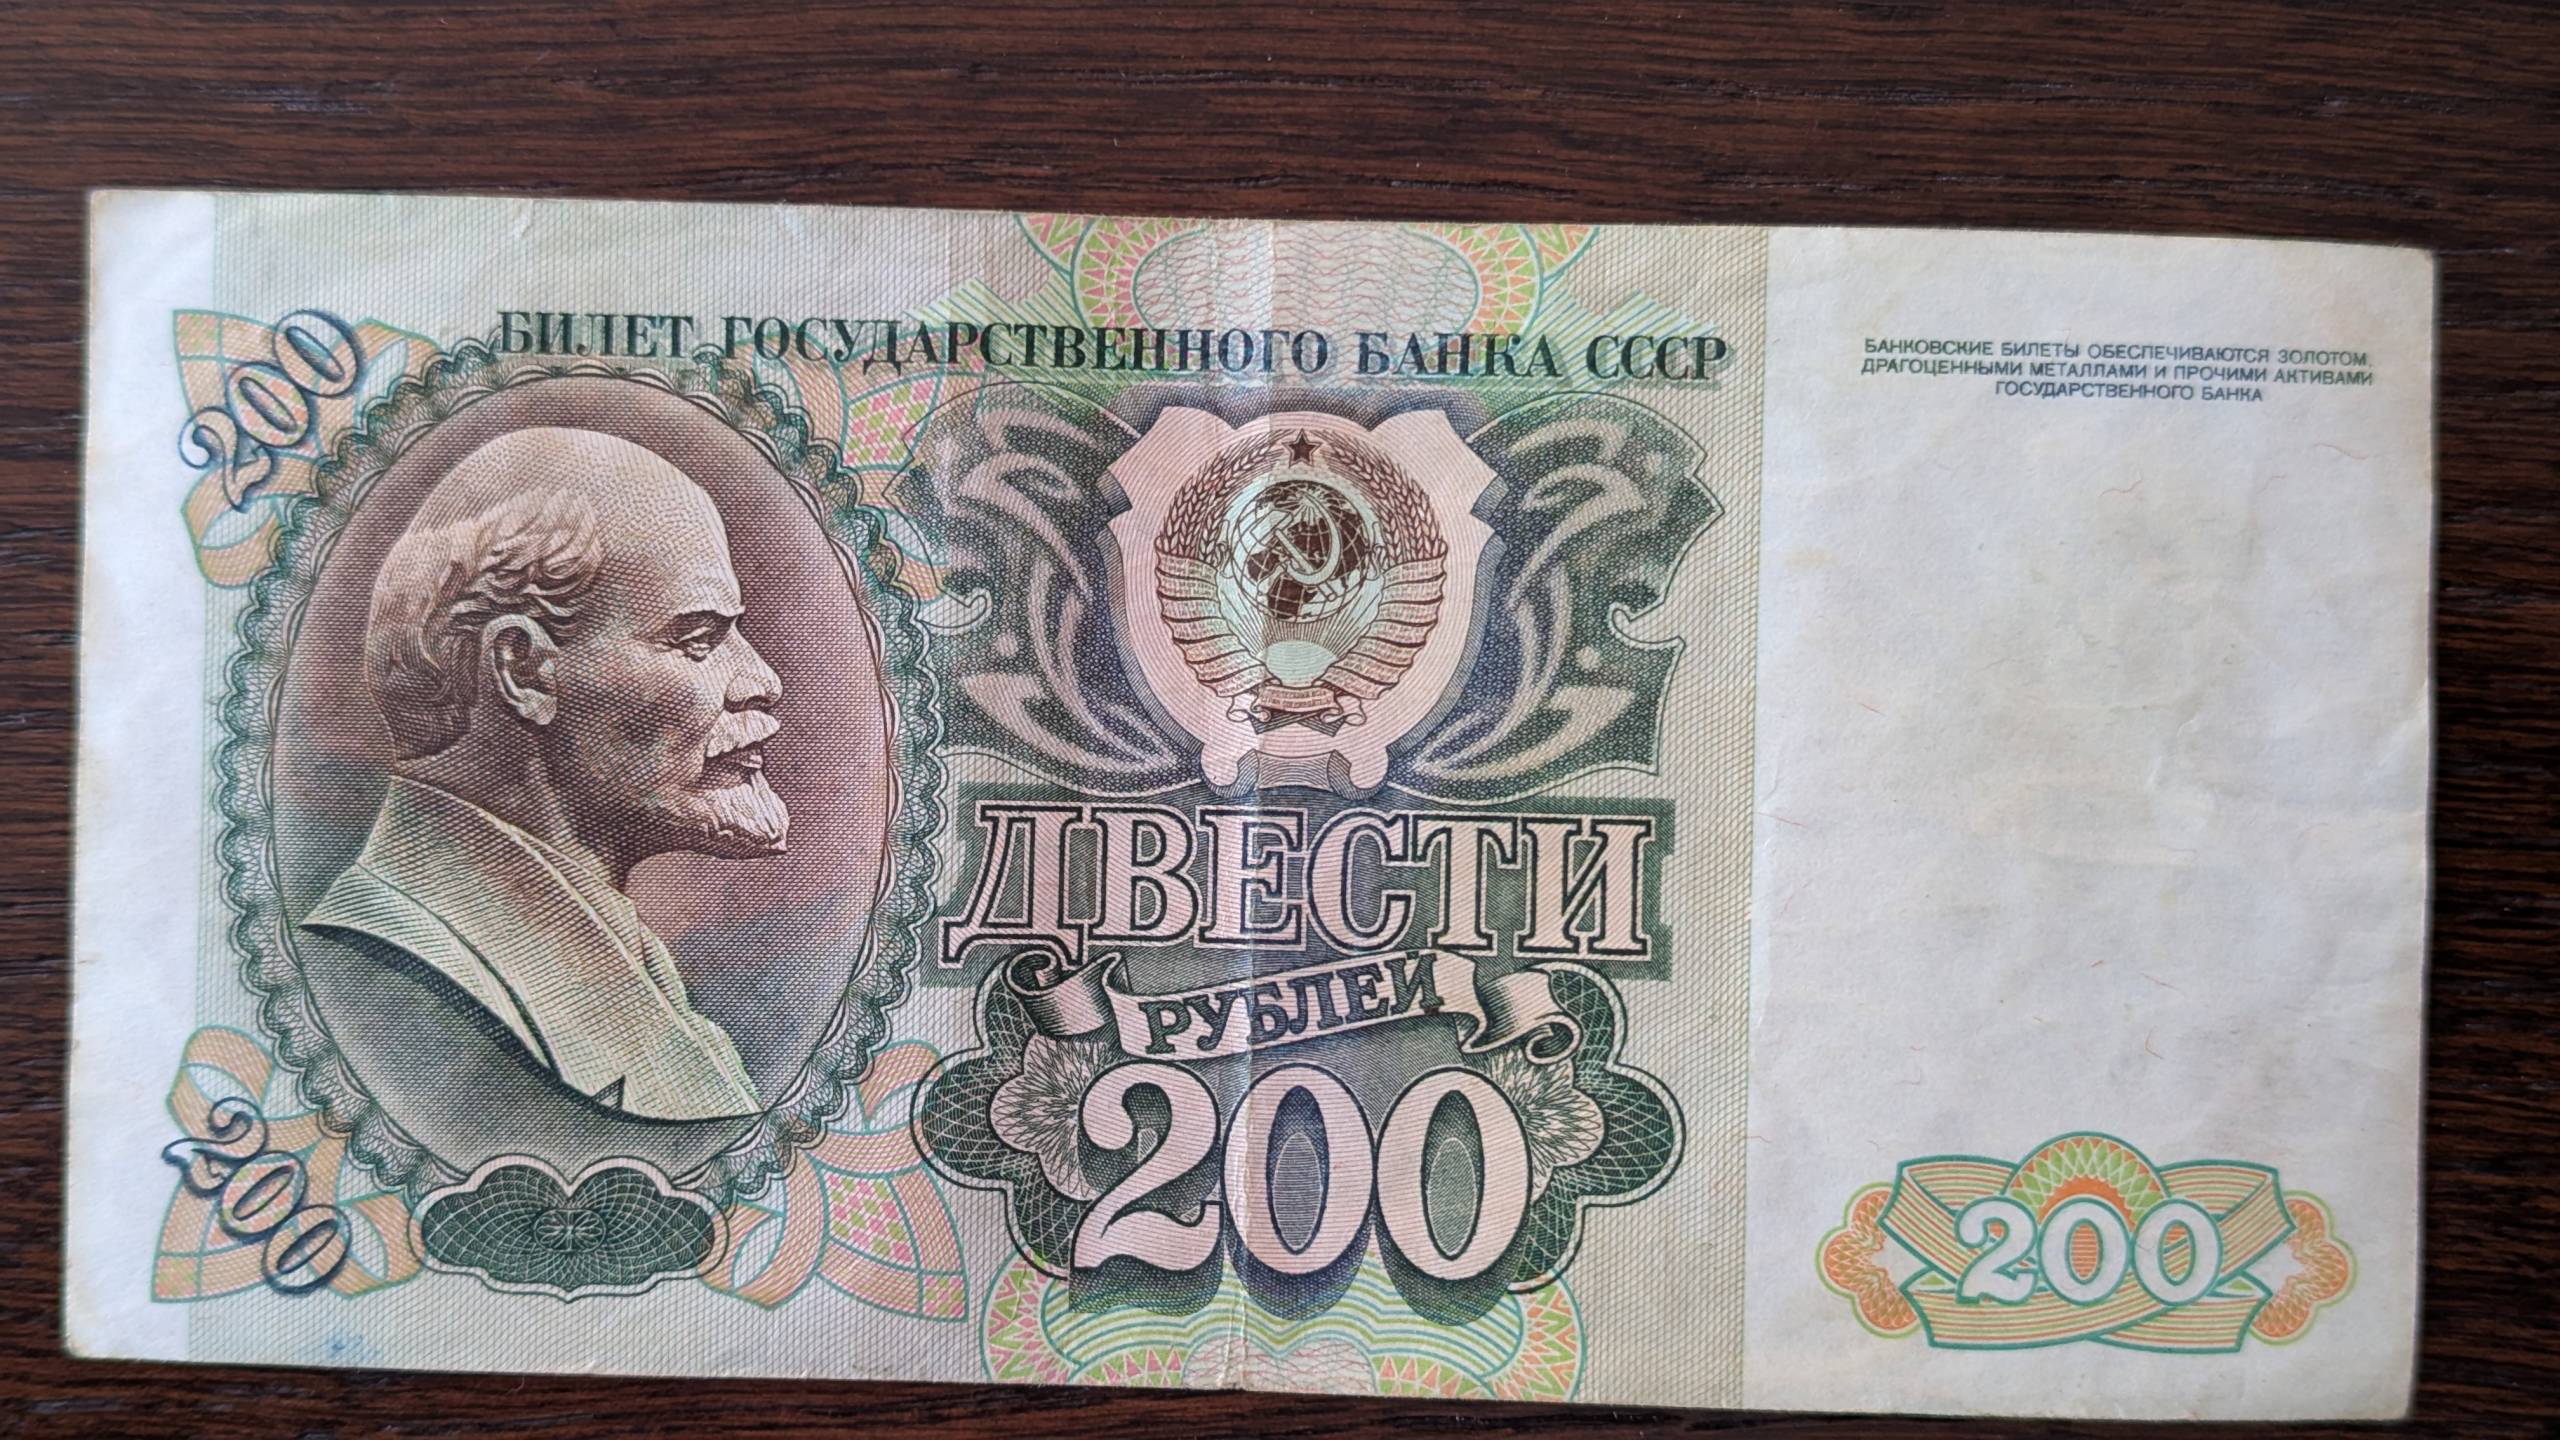 200
БИЛЕТ ГОСУДАРСТВЕННОГО БАНКА СССР
БАНКОВСКИЕ БИЛЕТЫ ОБЕСПЕЧИВАЮТСЯ ЗОЛОТОМ,
ДРАГОЦЕННЫМИ МЕТАЛЛАМИ И ПРОЧИМИ АКТИВАМИ
ГОСУДАРСТВЕННОГО БАНКА
ДВЕСТИ
РУБЛЕЙ
200
200
200